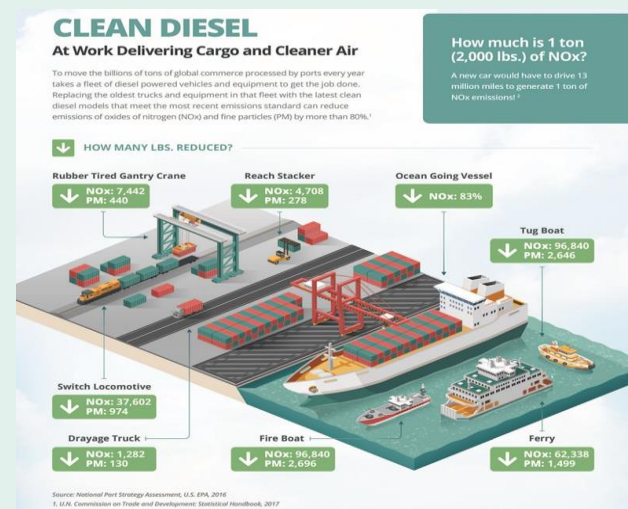 CLEAN DIESEL
At Work Delivering Cargo and Cleaner Air
To move the billions of tons of global commerce processed by ports every year
takes a fleet of diesel powered vehicles and equipment to get the job done.
Replacing the oldest trucks and equipment in that fleet with the latest clean
diesel models that meet the most recent emissions standard can reduce
emissions of oxides of nitrogen (NOx) and fine particles (PM) by more than 80%.¹
How much is 1 ton
(2,000 lbs.) of NOx?
A new car would have to drive 13
million miles to generate 1 ton of
NOx emissions! ²
HOW MANY LBS. REDUCED?
Rubber Tired Gantry Crane
NOx: 7,442
PM: 440
Reach Stacker
NOx: 4,708
PM: 278
Ocean Going Vessel
NOx: 83%
Tug Boat
NOx: 96,840
PM: 2,646
Switch Locomotive
NOx: 37,602
PM: 974
Drayage Truck
NOx: 1,282
PM: 130
Fire Boat
NOx: 96,840
PM: 2,696
Ferry
NOx: 62,338
PM: 1,499
Source: National Port Strategy Assessment, U.S. EPA, 2016
1. U.N. Commission on Trade and Development: Statistical Handbook, 2017